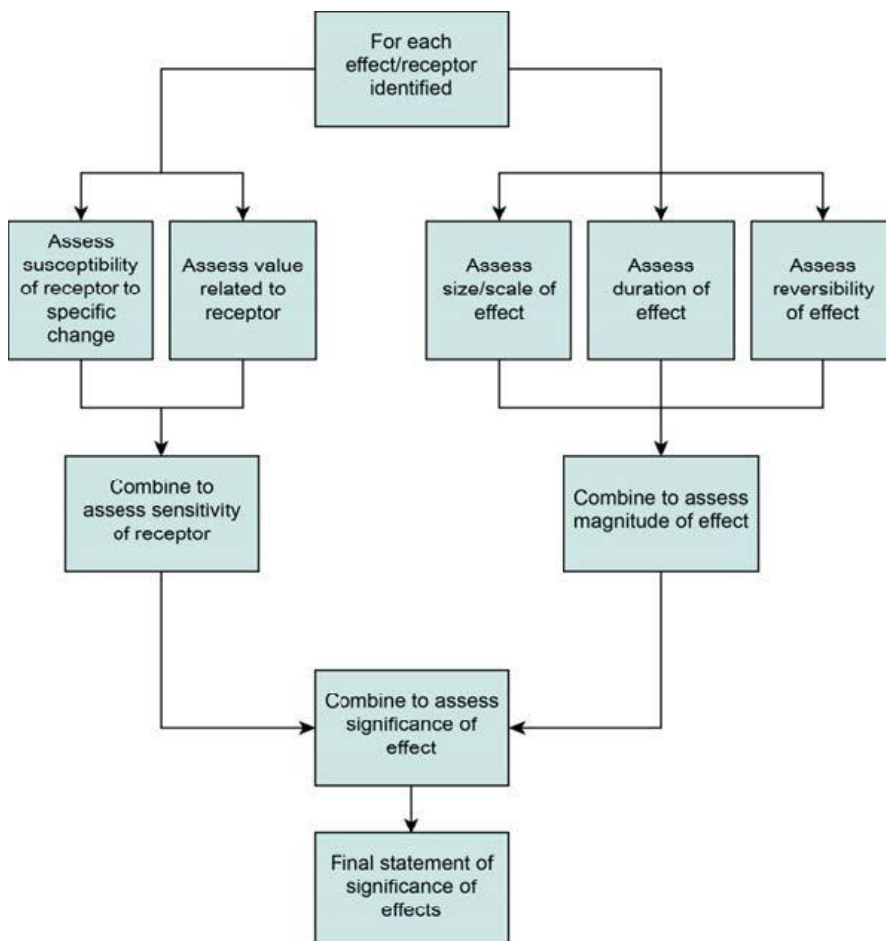 For each
effect/receptor
identified
Assess
susceptibility
of receptor to
specific
change
Assess value
related to
receptor
Assess
size/scale of
effect
Assess
duration of
effect
Assess
reversibility
of effect
Combine to
assess sensitivity
of receptor
Combine to assess
magnitude of effect
Combine to assess
significance of
effect
Final statement of
significance of
effects